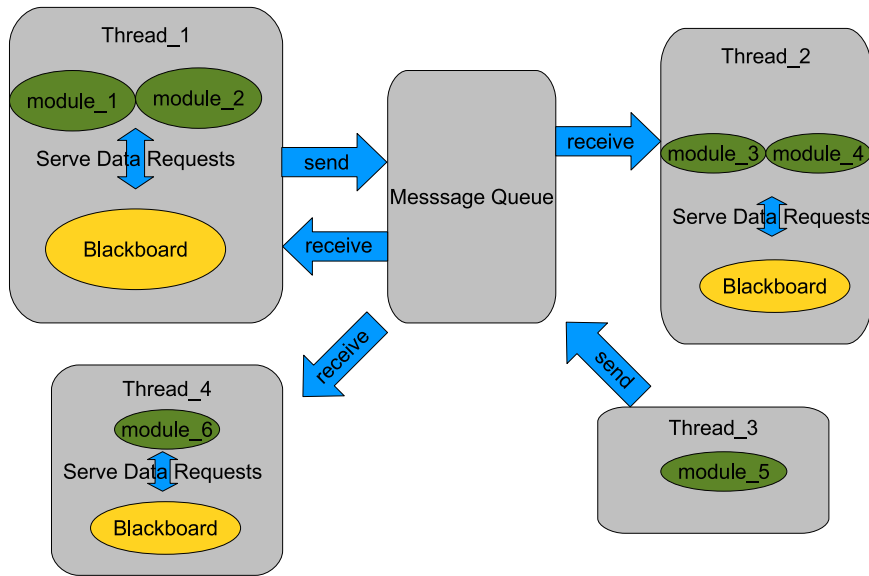 Thread_1
module_1
module_2
Serve Data Requests
Blackboard
send
receive
Messsage Queue
receive
Thread_2
module_3
module_4
Serve Data Requests
Blackboard
receive
Thread_4
module_6
Serve Data Requests
Blackboard
send
Thread_3
module_5